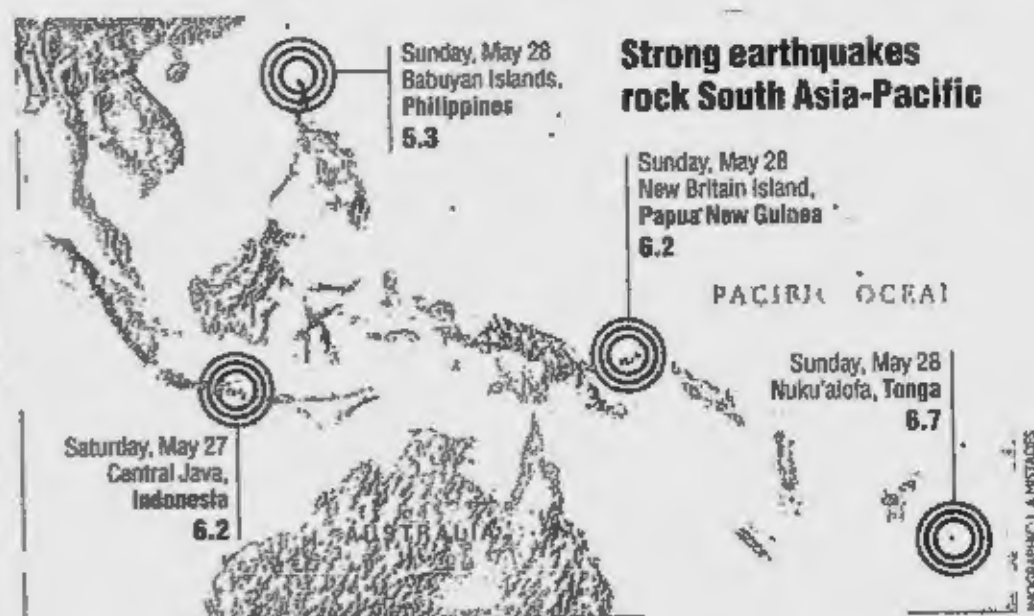 Strong earthquakes
rock South Asia-Pacific
Sunday, May 28
Babuyan Islands,
Philippines
5.3
Sunday, May 28
New Britain Island,
Papua New Guinea
6.2
PACIFIC OCEAN
Sunday, May 28
Nuku'alofa, Tonga
6.7
Saturday, May 27
Central Java,
Indonesia
6.2
AUSTRALIA